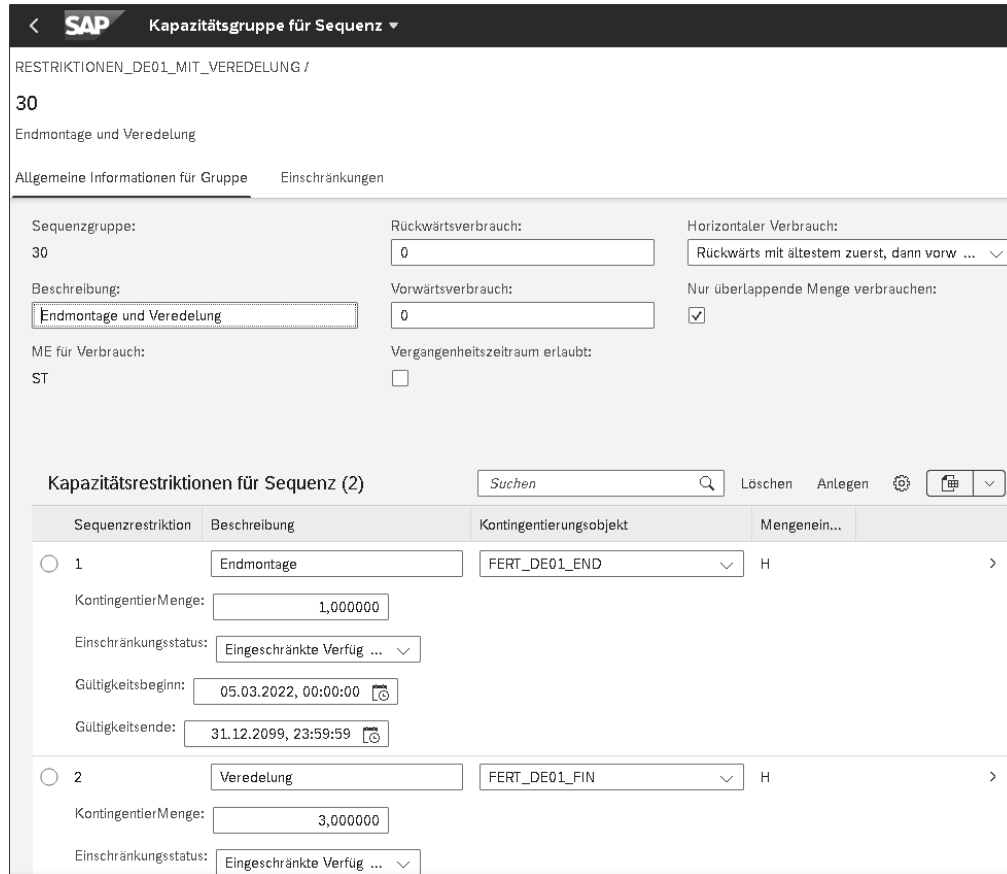 SAP Kapazitätsgruppe für Sequenz
RESTRIKTIONEN_DE01_MIT_VEREDELUNG /
30
Endmontage und Veredelung
Allgemeine Informationen für Gruppe Einschränkungen
Sequenzgruppe: Rückwärtsverbrauch: Horizontaler Verbrauch:
30 0 Rückwärts mit ältestem zuerst, dann vorw ...
Beschreibung: Vorwärtsverbrauch: Nur überlappende Menge verbrauchen:
Endmontage und Veredelung 0
ME für Verbrauch: Vergangenheitszeitraum erlaubt:
ST
Kapazitätsrestriktionen für Sequenz (2) Suchen Löschen Anlegen
Sequenzrestriktion Beschreibung Kontingentierungsobjekt Mengenein...
1 Endmontage FERT_DE01_END H
KontingentierMenge: 1,000000
Einschränkungsstatus: Eingeschränkte Verfüg ...
Gültigkeitsbeginn: 05.03.2022, 00:00:00
Gültigkeitsende: 31.12.2099, 23:59:59
2 Veredelung FERT_DE01_FIN H
KontingentierMenge: 3,000000
Einschränkungsstatus: Eingeschränkte Verfüg ...